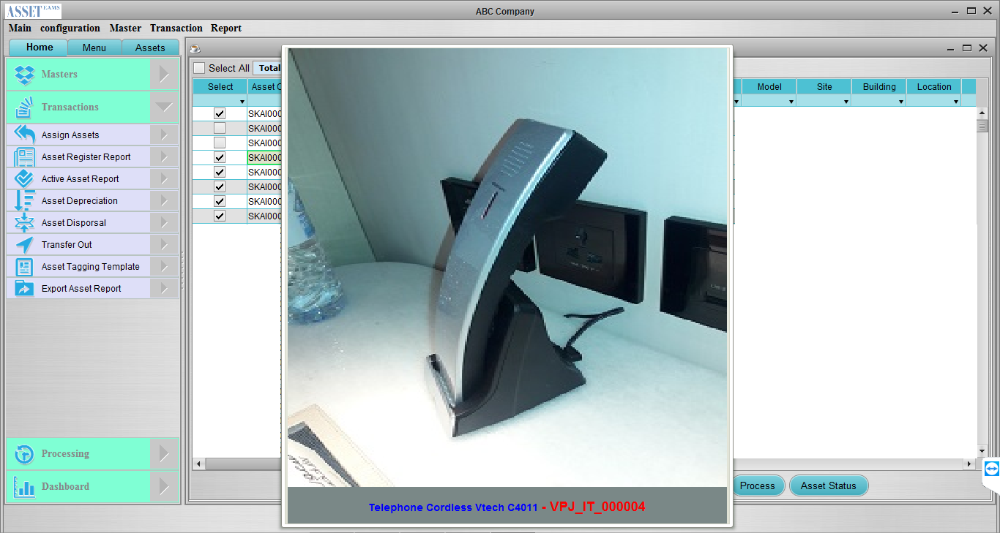 ASSETTEAMS
ABC Company
Main configuration Master Transaction Report
Home Menu Assets
Masters
Transactions
Assign Assets
Asset Register Report
Active Asset Report
Asset Depreciation
Asset Disporsal
Transfer Out
Asset Tagging Template
Export Asset Report
Processing
Dashboard
Select All Total
Select Asset C Model Site Building Location
SKAI000
SKAI000
SKAI000
SKAI000
SKAI000
SKAI000
SKAI000
SKAI000
Telephone Cordless Vtech C4011 - VPJ_IT_000004
Process Asset Status